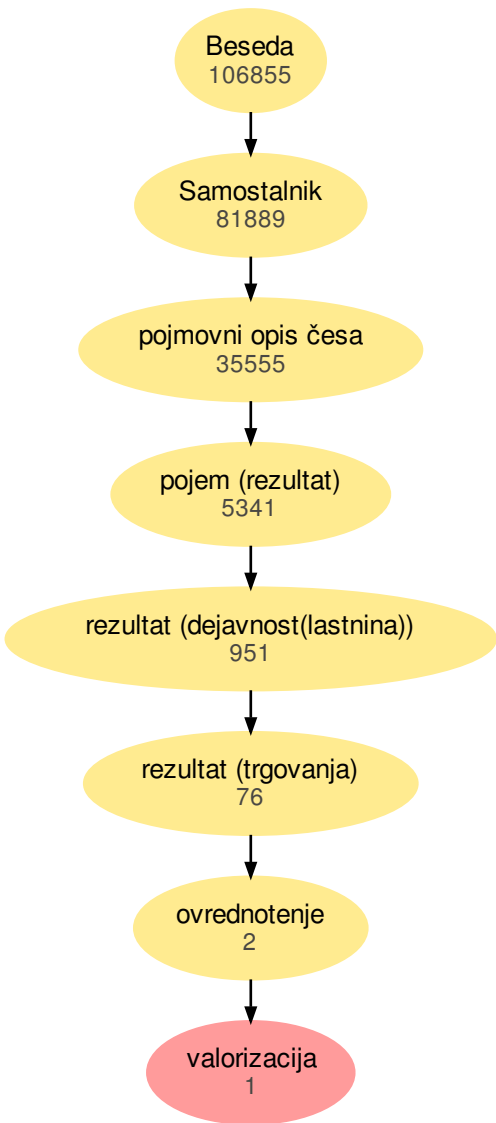 Beseda
106855
Samostalnik
81889
pojmovni opis česa
35555
pojem (rezultat)
5341
rezultat (dejavnost(lastnina))
951
rezultat (trgovanja)
76
ovrednotenje
2
valorizacija
1